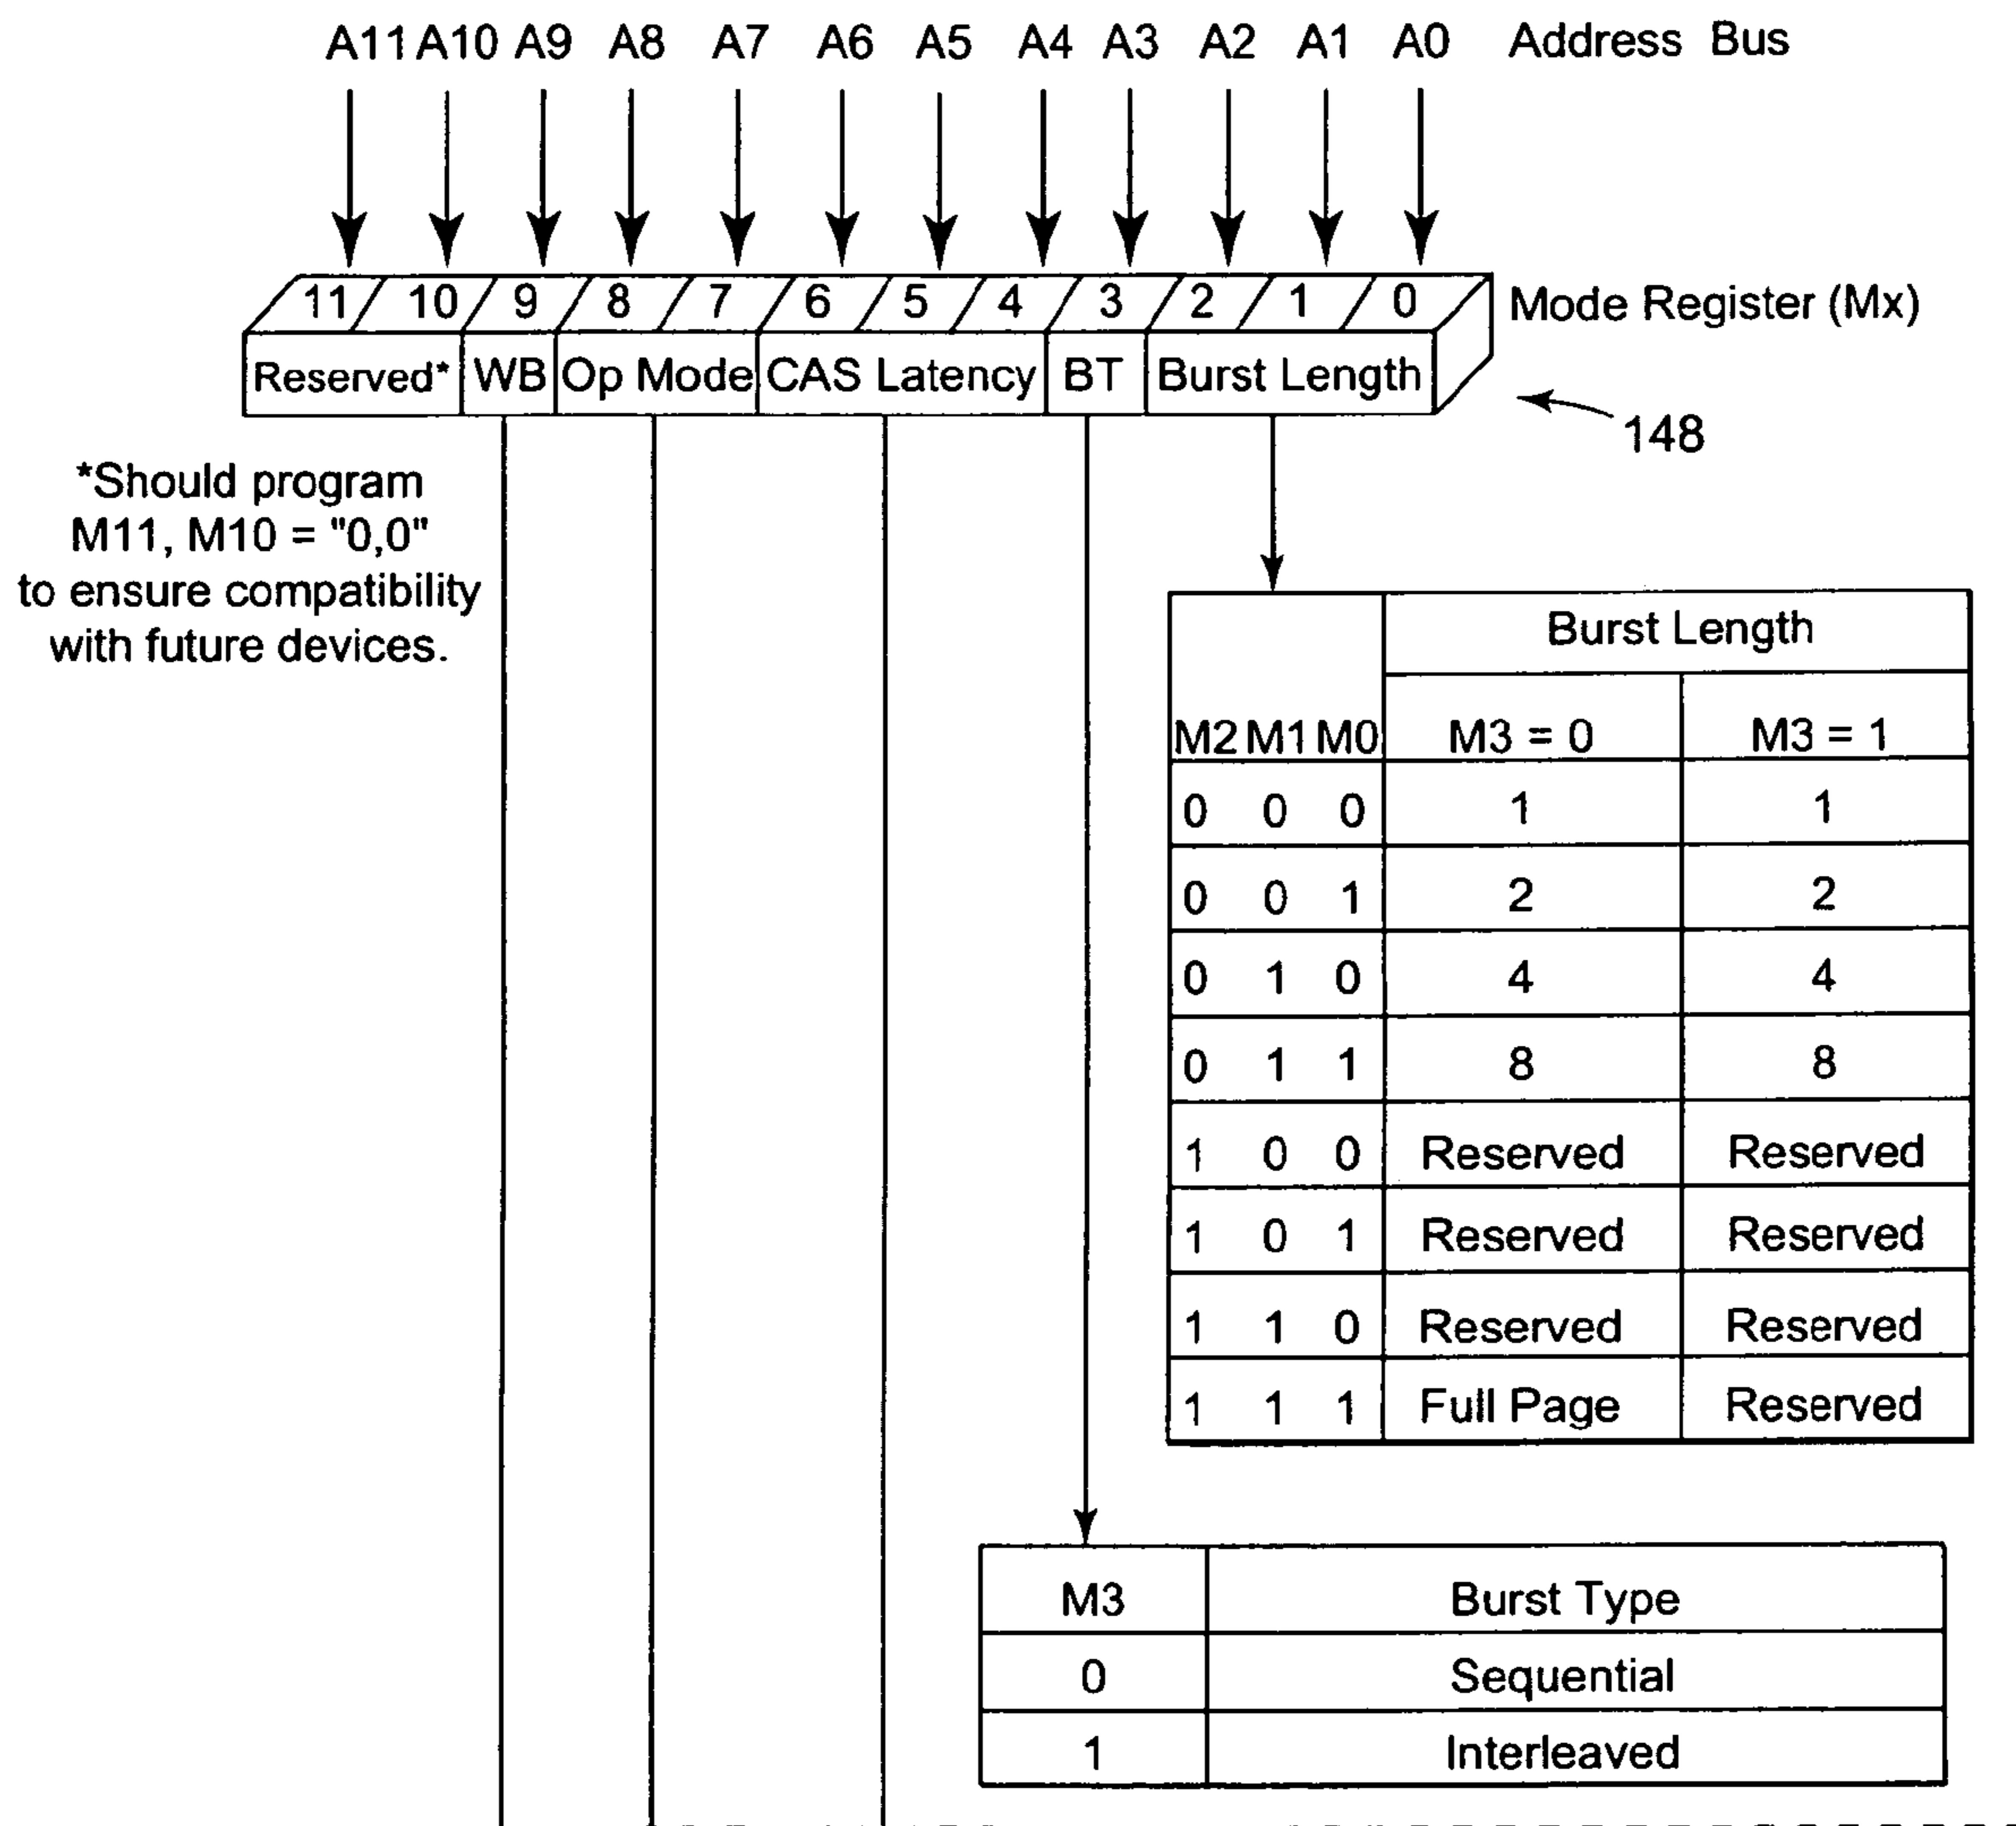 A11 A10 A9 A8 A7 A6 A5 A4 A3 A2 A1 A0 Address Bus
11 10 9 8 7 6 5 4 3 2 1 0 Mode Register (Mx)
Reserved* WB Op Mode CAS Latency BT Burst Length
148
*Should program
M11, M10 = "0,0"
to ensure compatibility
with future devices.
Burst Length
M2 M1 M0 M3 = 0 M3 = 1
0 0 0 1 1
0 0 1 2 2
0 1 0 4 4
0 1 1 8 8
1 0 0 Reserved Reserved
1 0 1 Reserved Reserved
1 1 0 Reserved Reserved
1 1 1 Full Page Reserved
M3 Burst Type
0 Sequential
1 Interleaved